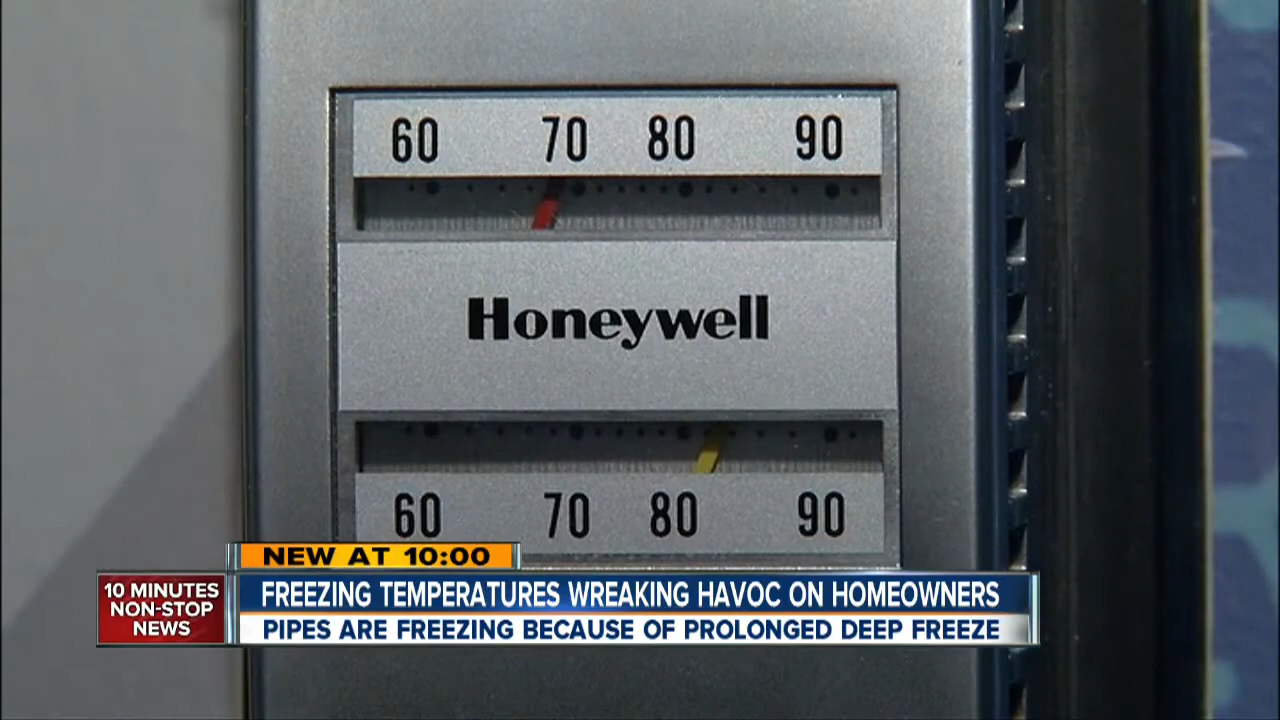 60 70 80 90
Honeywell
60 70 80 90
NEW AT 10:00
10 MINUTES
NON-STOP
NEWS
FREEZING TEMPERATURES WREAKING HAVOC ON HOMEOWNERS
PIPES ARE FREEZING BECAUSE OF PROLONGED DEEP FREEZE